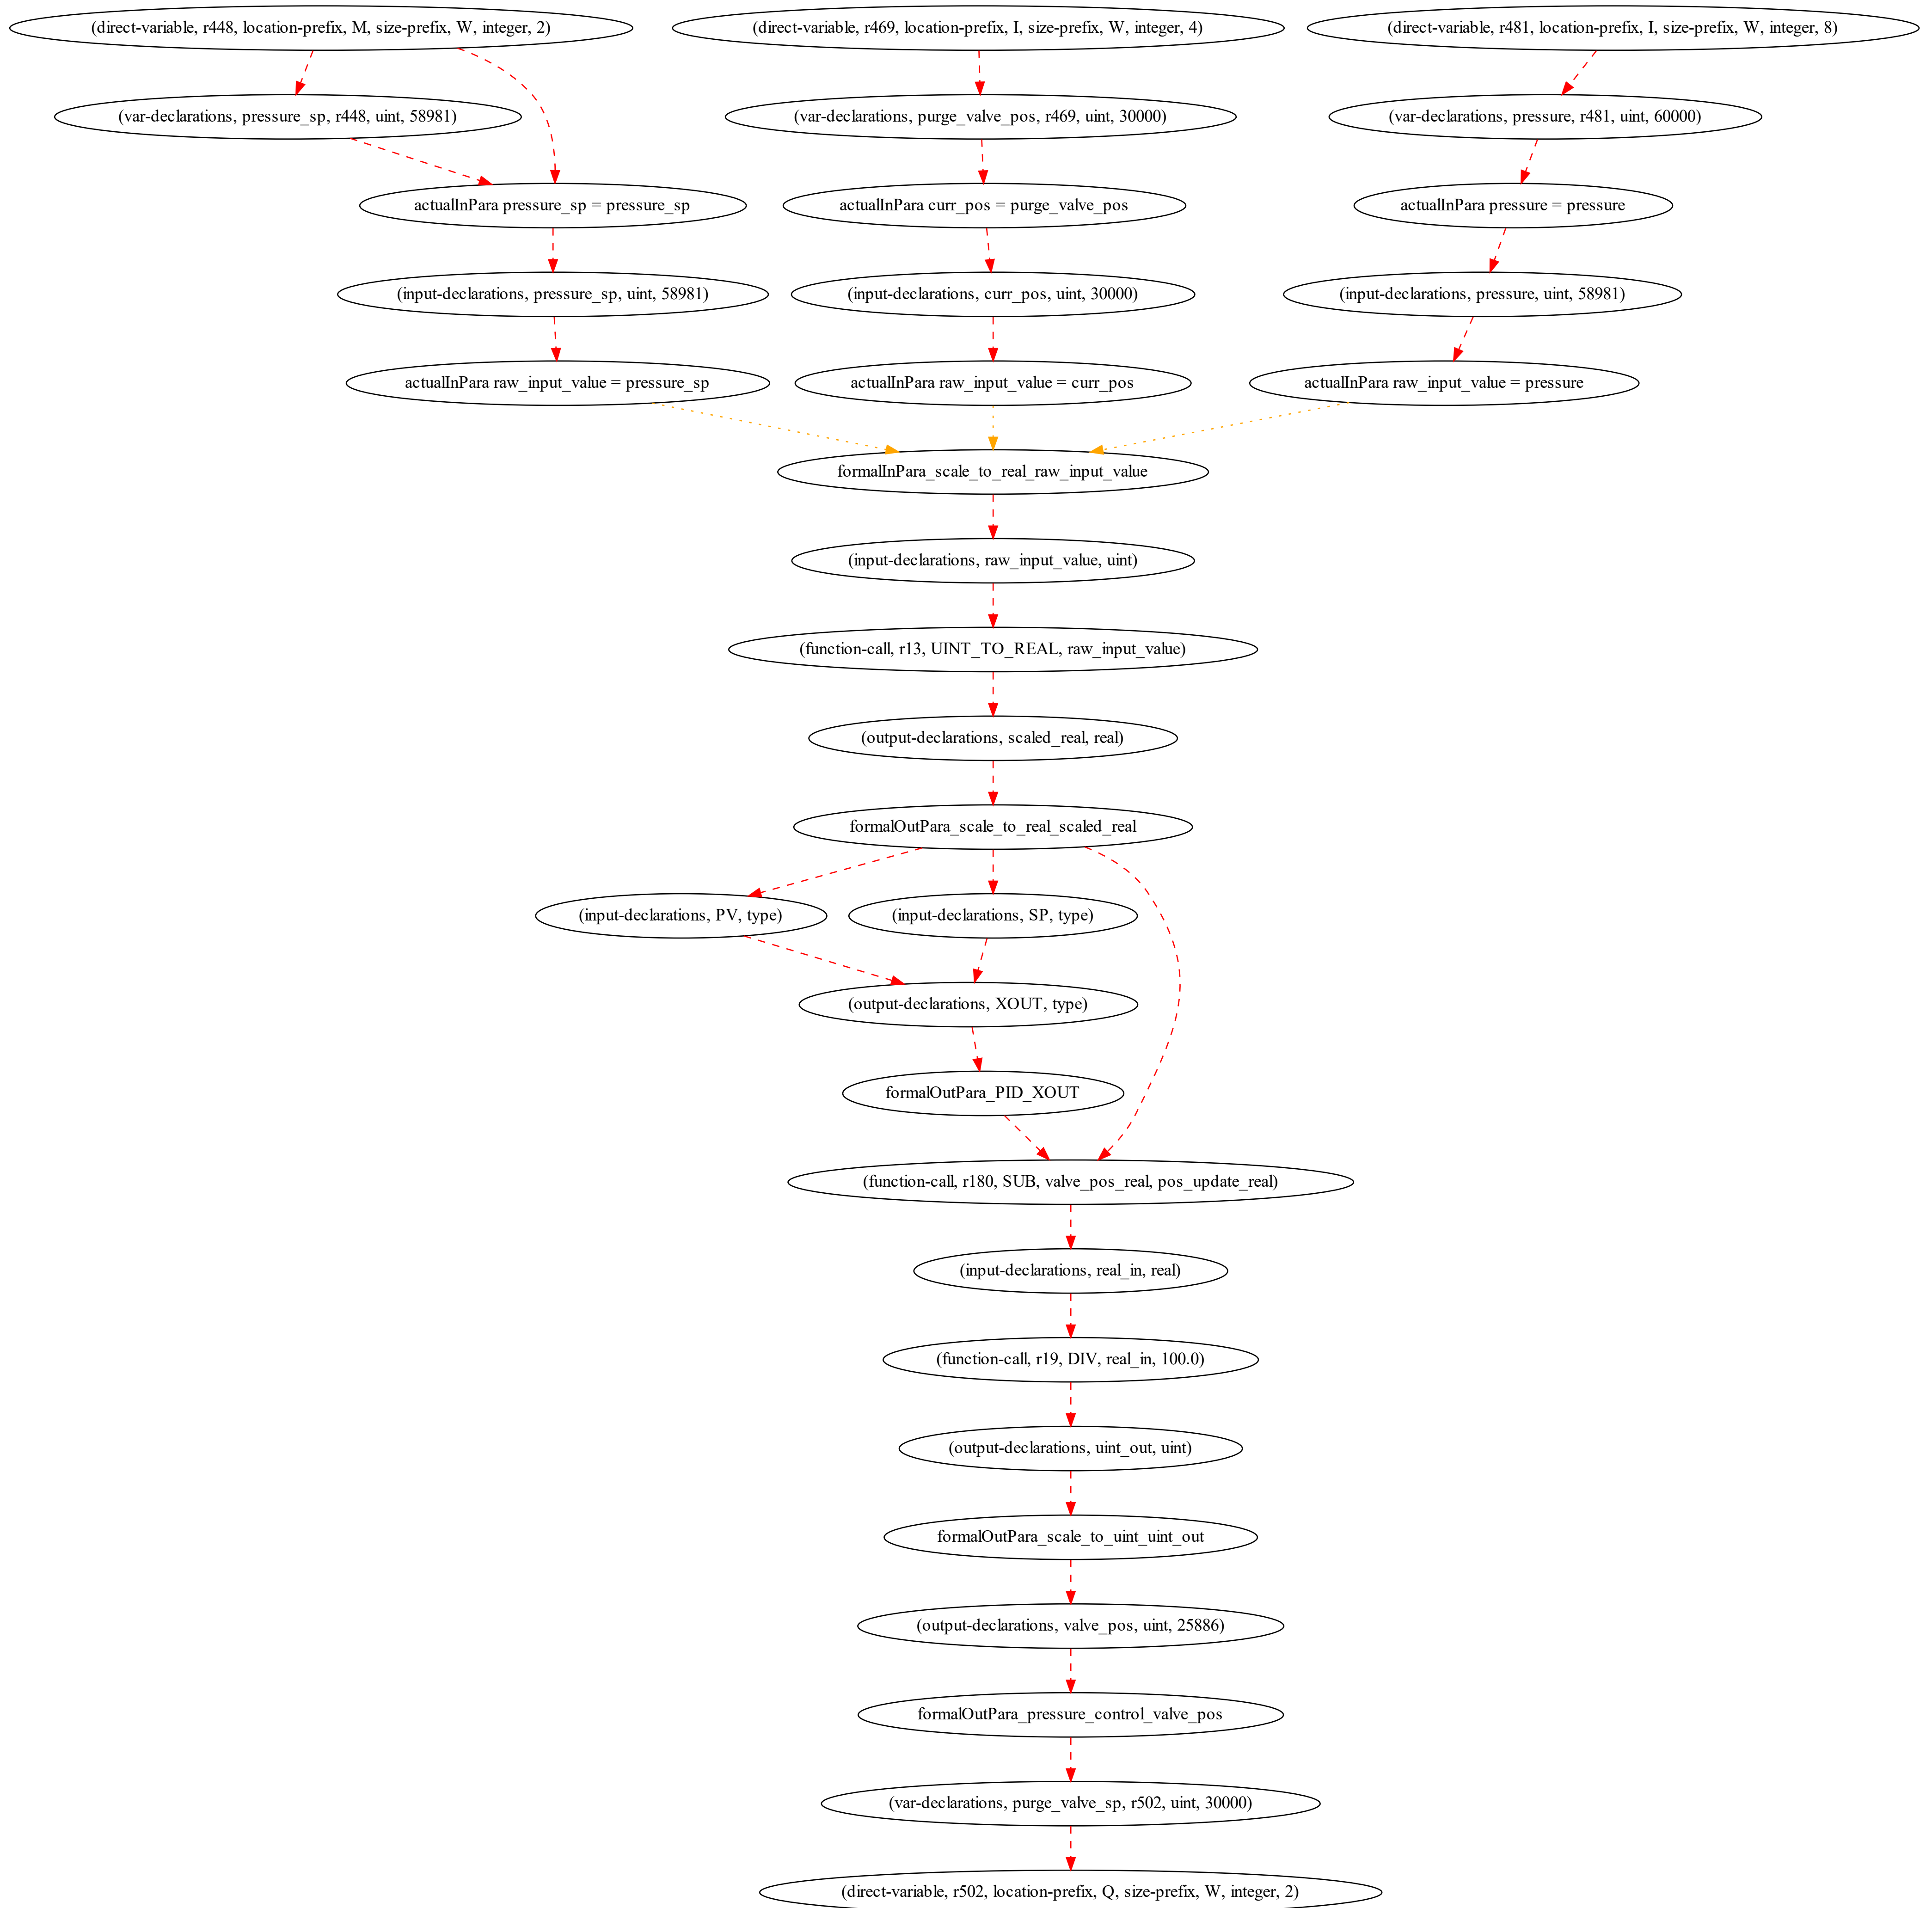 (direct-variable, r448, location-prefix, M, size-prefix, W, integer, 2)
(direct-variable, r469, location-prefix, I, size-prefix, W, integer, 4)
(direct-variable, r481, location-prefix, I, size-prefix, W, integer, 8)
(var-declarations, pressure_sp, r448, uint, 58981)
(var-declarations, purge_valve_pos, r469, uint, 30000)
(var-declarations, pressure, r481, uint, 60000)
actualInPara pressure_sp = pressure_sp
actualInPara curr_pos = purge_valve_pos
actualInPara pressure = pressure
(input-declarations, pressure_sp, uint, 58981)
(input-declarations, curr_pos, uint, 30000)
(input-declarations, pressure, uint, 58981)
actualInPara raw_input_value = pressure_sp
actualInPara raw_input_value = curr_pos
actualInPara raw_input_value = pressure
formalInPara_scale_to_real_raw_input_value
(input-declarations, raw_input_value, uint)
(function-call, r13, UINT_TO_REAL, raw_input_value)
(output-declarations, scaled_real, real)
formalOutPara_scale_to_real_scaled_real
(input-declarations, PV, type)
(input-declarations, SP, type)
(output-declarations, XOUT, type)
formalOutPara_PID_XOUT
(function-call, r180, SUB, valve_pos_real, pos_update_real)
(input-declarations, real_in, real)
(function-call, r19, DIV, real_in, 100.0)
(output-declarations, uint_out, uint)
formalOutPara_scale_to_uint_uint_out
(output-declarations, valve_pos, uint, 25886)
formalOutPara_pressure_control_valve_pos
(var-declarations, purge_valve_sp, r502, uint, 30000)
(direct-variable, r502, location-prefix, Q, size-prefix, W, integer, 2)